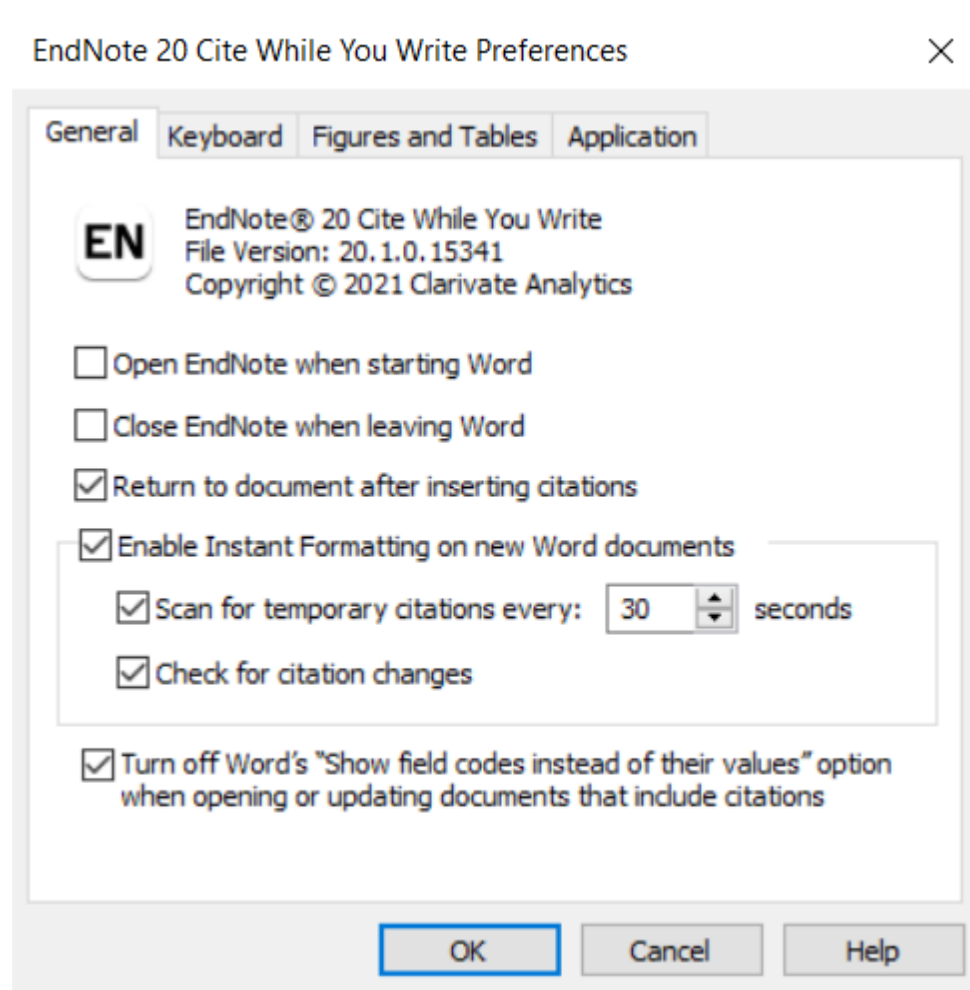 EndNote 20 Cite While You Write Preferences
General Keyboard Figures and Tables Application
EN
EndNote® 20 Cite While You Write
File Version: 20.1.0.15341
Copyright © 2021 Clarivate Analytics
Open EndNote when starting Word
Close EndNote when leaving Word
Return to document after inserting citations
Enable Instant Formatting on new Word documents
Scan for temporary citations every: 30 seconds
Check for citation changes
Turn off Word's “Show field codes instead of their values” option
when opening or updating documents that include citations
OK Cancel Help